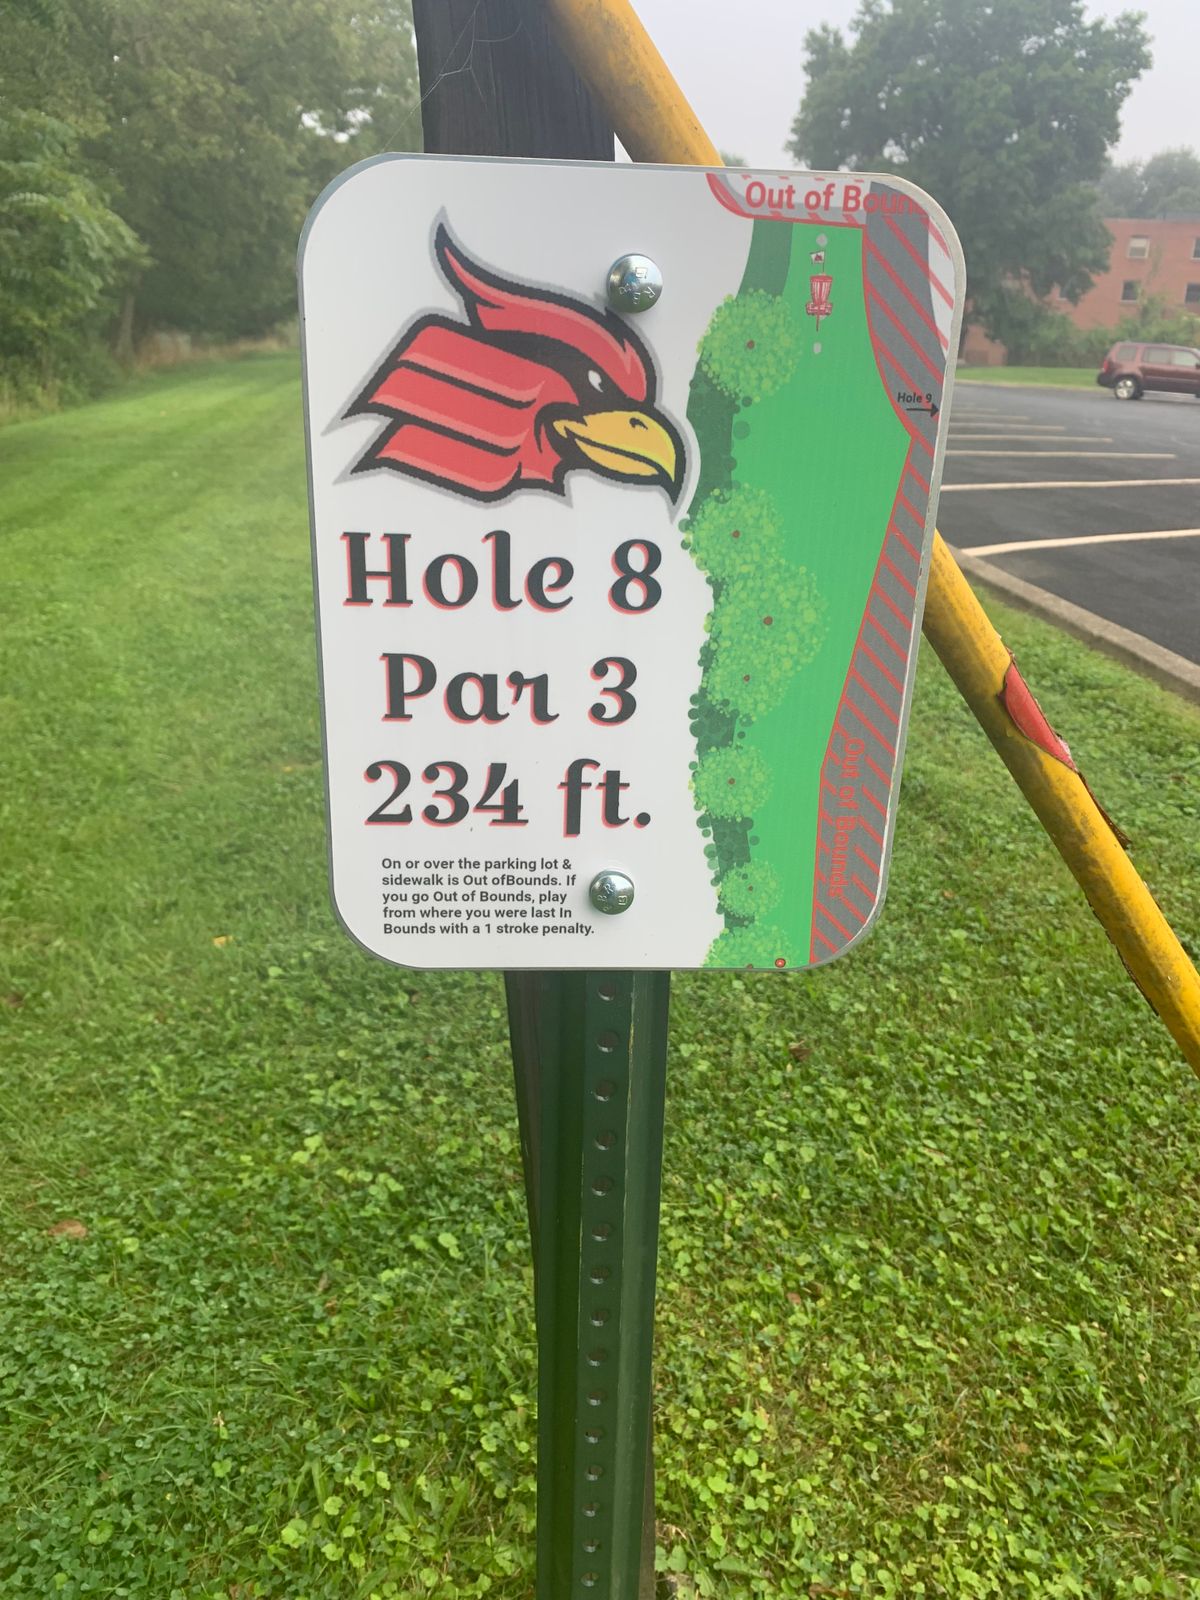 Out of Bound
Hole 9
Hole 8
Par 3
234 ft.
Out of Bounds
On or over the parking lot &
sidewalk is Out ofBounds. If
you go Out of Bounds, play
from where you were last In
Bounds with a 1 stroke penalty.